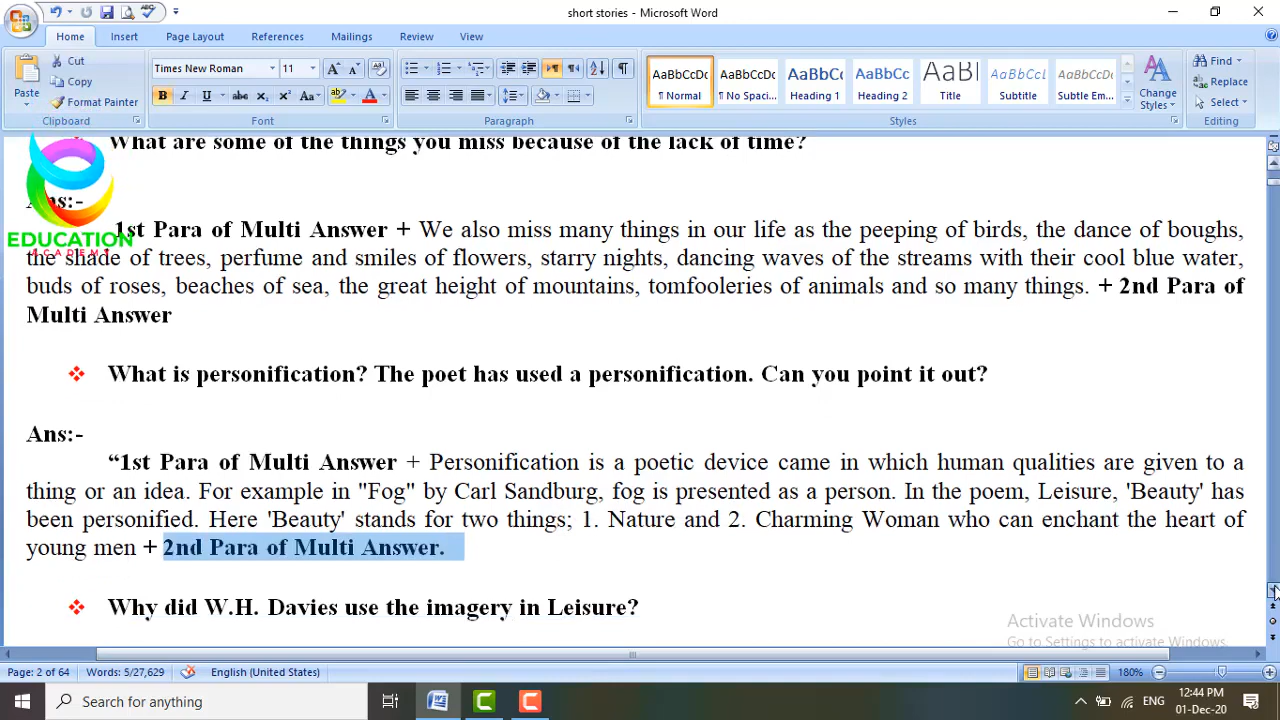 short stories - Microsoft Word
Home Insert Page Layout References Mailings Review View
Cut
Copy
Format Painter
Paste
Clipboard
Times New Roman 11
Font
Paragraph
AaBbCcDc AaBbCcDc AaBbC AaBbCc AaBb AaBbCc. AaBbCcDc
¶ Normal ¶ No Spaci... Heading 1 Heading 2 Title Subtitle Subtle Em...
Change Styles
Styles
Find
Replace
Select
Editing
What are some of the things you miss because of the lack of time?
Ans:-
1st Para of Multi Answer + We also miss many things in our life as the peeping of birds, the dance of boughs,
the shade of trees, perfume and smiles of flowers, starry nights, dancing waves of the streams with their cool blue water,
buds of roses, beaches of sea, the great height of mountains, tomfooleries of animals and so many things. + 2nd Para of
Multi Answer
EDUCATION
ACADEMY
❖ What is personification? The poet has used a personification. Can you point it out?
Ans:-
“1st Para of Multi Answer + Personification is a poetic device came in which human qualities are given to a
thing or an idea. For example in "Fog" by Carl Sandburg, fog is presented as a person. In the poem, Leisure, 'Beauty' has
been personified. Here 'Beauty' stands for two things; 1. Nature and 2. Charming Woman who can enchant the heart of
young men + 2nd Para of Multi Answer.
❖ Why did W.H. Davies use the imagery in Leisure?
Activate Windows
Go to Settings to activate Windows.
Page: 2 of 64 Words: 5/27,629 English (United States) 180%
Search for anything
ENG
12:44 PM
01-Dec-20